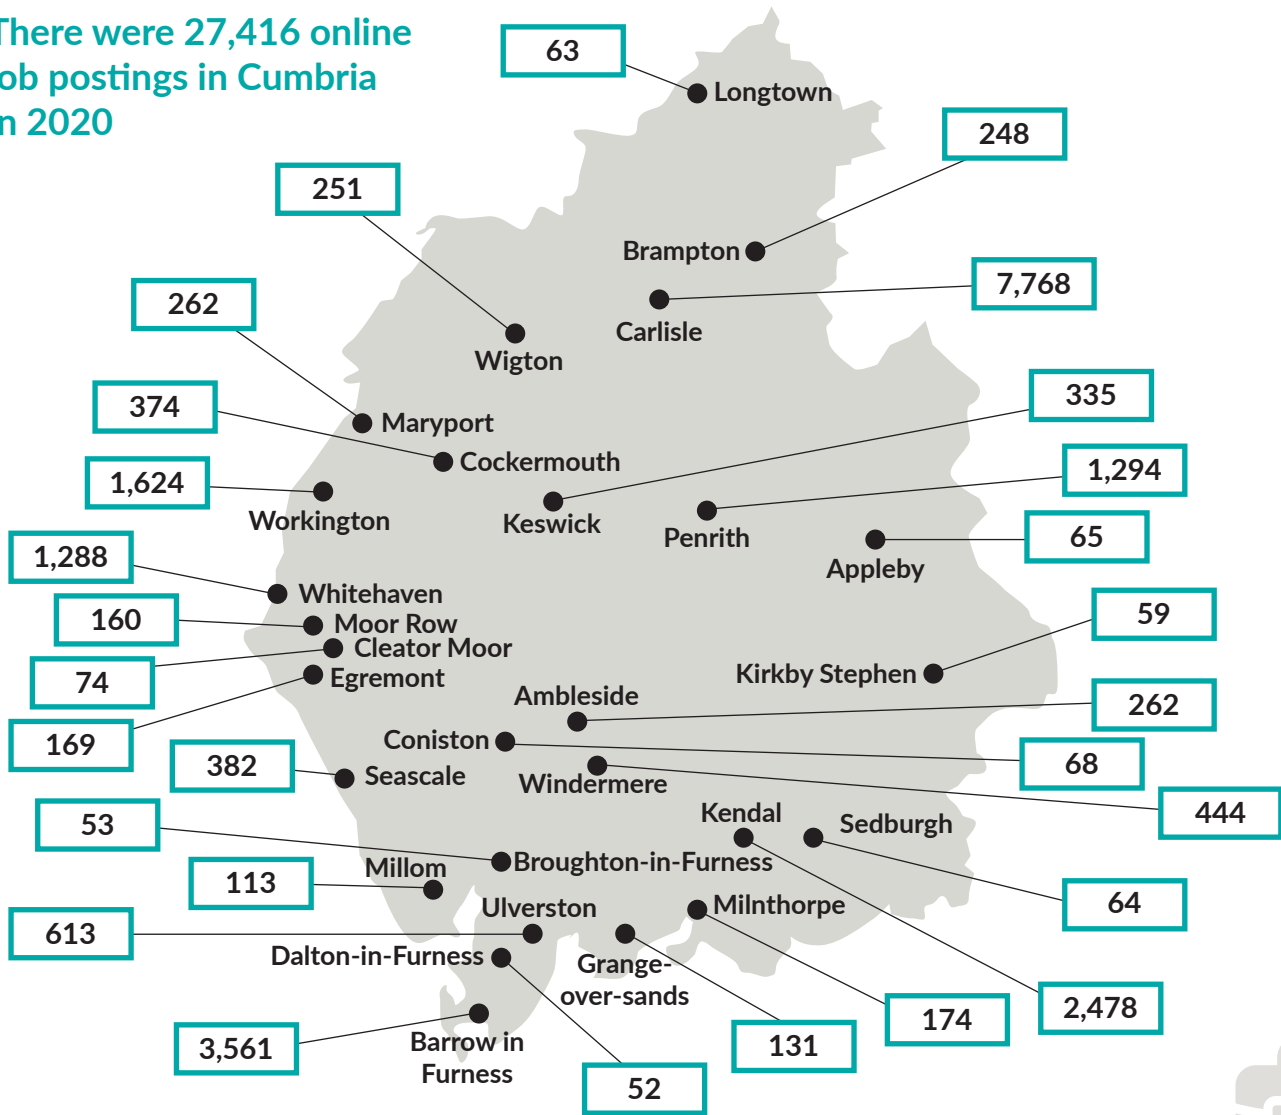 There were 27,416 online
ob postings in Cumbria
n 2020
63
Longtown
248
251
Brampton
7,768
262
Carlisle
Wigton
335
374
Maryport
Cockermouth
1,294
1,624
Workington
Keswick
Penrith
65
Appleby
1,288
Whitehaven
59
160
Moor Row
Cleator Moor
Kirkby Stephen
74
Egremont
Ambleside
262
169
Coniston
68
382
Seascale
Windermere
444
53
Kendal
Sedburgh
Millom
Broughton-in-Furness
113
64
Ulverston
Milnthorpe
613
Dalton-in-Furness
Grange-
over-sands
2,478
174
3,561
Barrow in
Furness
131
52